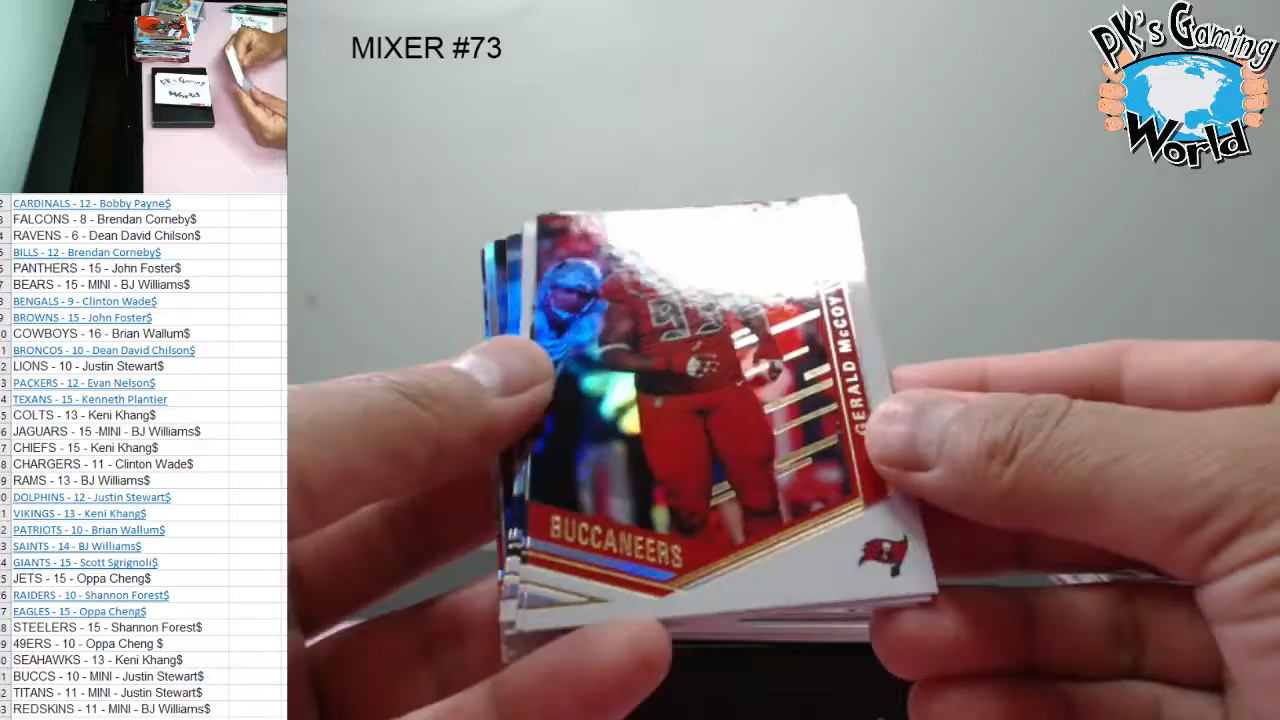 MIXER #73
PK's Gaming
World
PK's Gaming
World
CARDINALS - 12 - Bobby Payne$
FALCONS - 8 - Brendan Corneby$
RAVENS - 6 - Dean David Chilson$
BILLS - 12 - Brendan Corneby$
PANTHERS - 15 - John Foster$
BEARS - 15 - MINI - BJ Williams$
BENGALS - 9 - Clinton Wade$
BROWNS - 15 - John Foster$
COWBOYS - 16 - Brian Wallum$
BRONCOS - 10 - Dean David Chilson$
LIONS - 10 - Justin Stewart$
PACKERS - 12 - Evan Nelson$
TEXANS - 15 - Kenneth Plantier
COLTS - 13 - Keni Khang$
JAGUARS - 15 -MINI - BJ Williams$
CHIEFS - 15 - Keni Khang$
CHARGERS - 11 - Clinton Wade$
RAMS - 13 - BJ Williams$
DOLPHINS - 12 - Justin Stewart$
VIKINGS - 13 - Keni Khang$
PATRIOTS - 10 - Brian Wallum$
SAINTS - 14 - BJ Williams$
GIANTS - 15 - Scott Sgrignoli$
JETS - 15 - Oppa Cheng$
RAIDERS - 10 - Shannon Forest$
EAGLES - 15 - Oppa Cheng$
STEELERS - 15 - Shannon Forest$
49ERS - 10 - Oppa Cheng $
SEAHAWKS - 13 - Keni Khang$
BUCCS - 10 - MINI - Justin Stewart$
TITANS - 11 - MINI - Justin Stewart$
REDSKINS - 11 - MINI - BJ Williams$
93
GERALD McCOY
BUCCANEERS